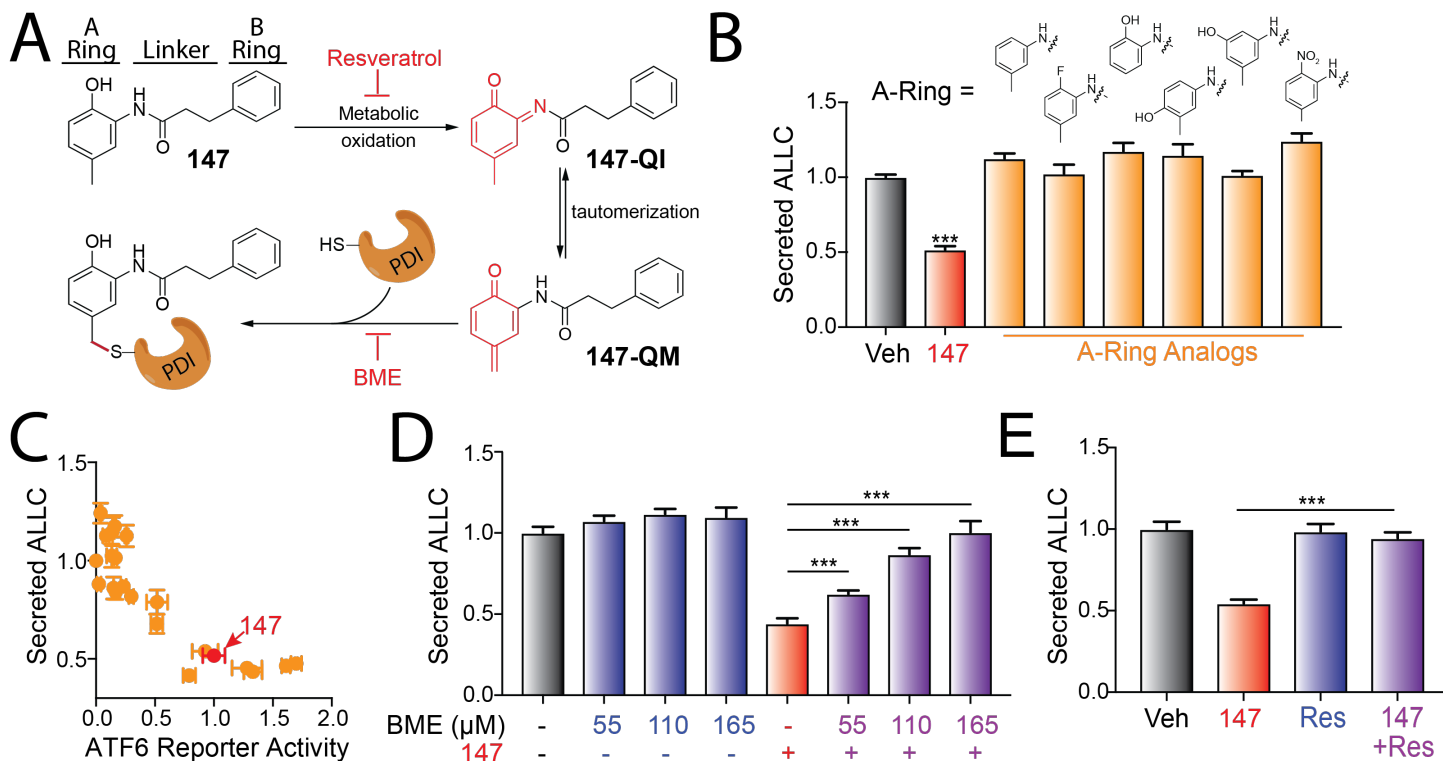 A
A
Ring
Linker
B
Ring
Resveratrol
OH
H
N
O
147
Metabolic
oxidation
O
N
O
147-QI
tautomerization
OH
H
N
O
S
PDI
HS
PDI
BME
O
H
N
O
147-QM
B
A-Ring =
H
N
F
H
N
OH
H
N
HO
H
N
HO
H
N
NO2
H
N
Secreted ALLC
1.5
1.0
0.5
0.0
***
Veh
147
A-Ring Analogs
C
Secreted ALLC
1.5
1.0
0.5
147
0.0 0.5 1.0 1.5 2.0
ATF6 Reporter Activity
D
Secreted ALLC
1.5
1.0
0.5
0.0
***
***
***
BME (µM) - 55 110 165 - 55 110 165
147 - - - - + + + +
E
Secreted ALLC
1.5
1.0
0.5
0.0
***
Veh 147 Res 147
+Res